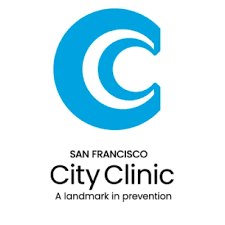 SAN FRANCISCO
City Clinic
A landmark in prevention